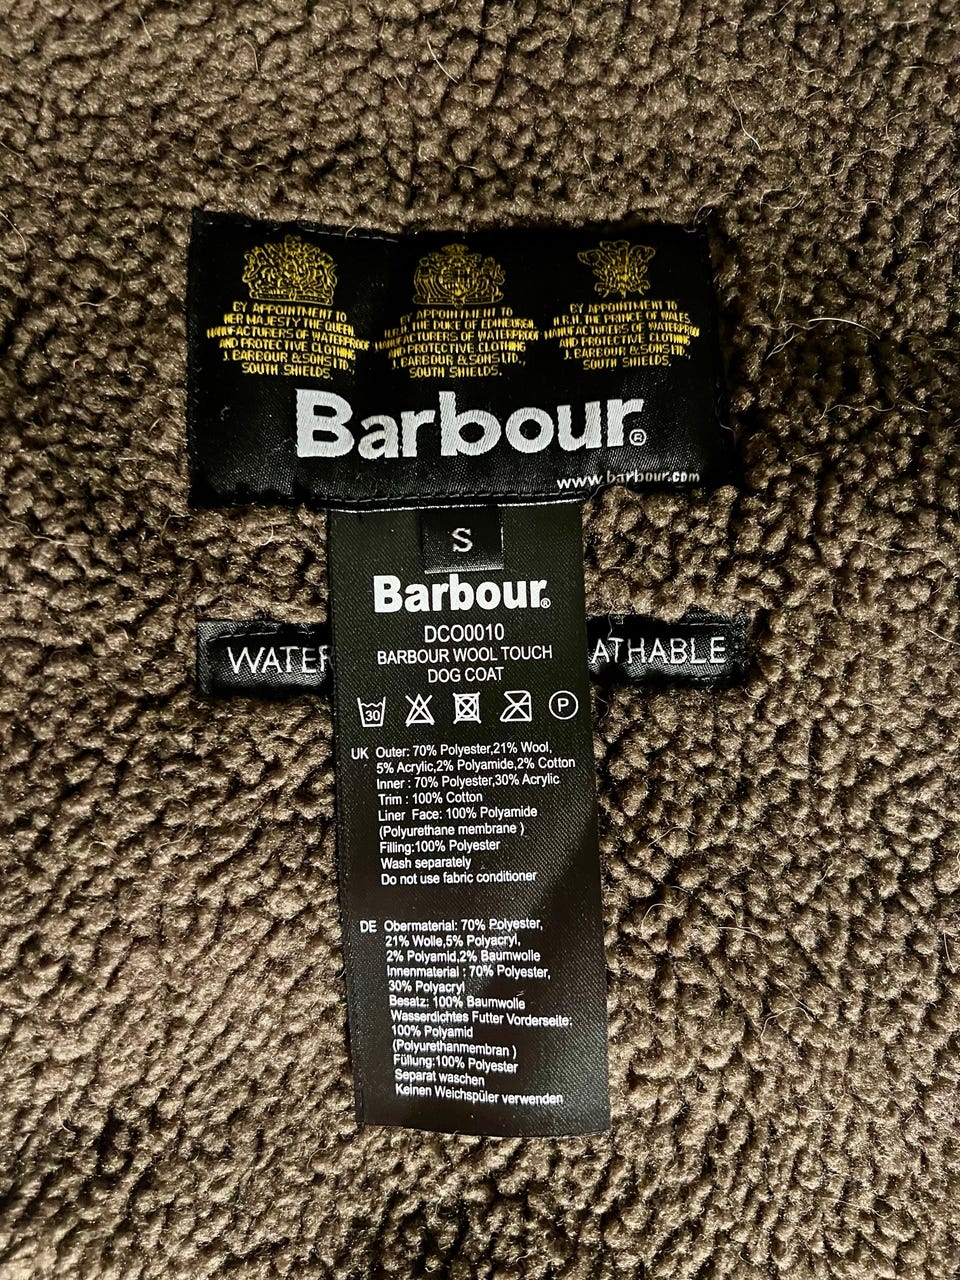 BY APPOINTMENT TO
HER MAJESTY THE QUEEN
MANUFACTURERS OF WATERPROOF
AND PROTECTIVE CLOTHING
J. BARBOUR & SONS LTD.,
SOUTH SHIELDS.
APPOINTMENT TO
H.R.H. THE DUKE OF EDINBURGH,
MANUFACTURERS OF WATERPROOF
AND PROTECTIVE CLOTHING
J. BARBOUR & SONS LTD.,
SOUTH SHIELDS.
BY APPOINTMENT TO
H.R.H. THE PRINCE OF WALES
MANUFACTURERS OF WATERPROOF
AND PROTECTIVE CLOTHING
J. BARBOUR & SONS LTD.,
SOUTH SHIELDS.
Barbour®
www.barbour.com
S
Barbour®
DCO0010
BARBOUR WOOL TOUCH
DOG COAT
WATER
ATHABLE
30
P
UK Outer: 70% Polyester,21% Wool,
5% Acrylic,2% Polyamide,2% Cotton
Inner : 70% Polyester,30% Acrylic
Trim : 100% Cotton
Liner Face: 100% Polyamide
(Polyurethane membrane )
Filling:100% Polyester
Wash separately
Do not use fabric conditioner
DE Obermaterial: 70% Polyester,
21% Wolle,5% Polyacryl,
2% Polyamid,2% Baumwolle
Innenmaterial : 70% Polyester,
30% Polyacryl
Besatz: 100% Baumwolle
Wasserdichtes Futter Vorderseite:
100% Polyamid
(Polyurethanmembran )
Füllung:100% Polyester
Separat waschen
Keinen Weichspüler verwenden